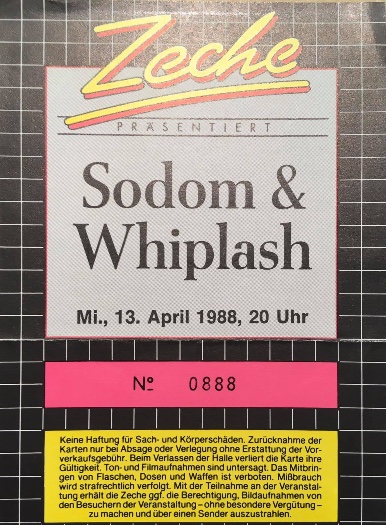 Zeche
PRÄSENTIERT
Sodom &
Whiplash
Mi., 13. April 1988, 20 Uhr
Nº 0888
Keine Haftung für Sach- und Körperschäden. Zurücknahme der
Karten nur bei Absage oder Verlegung ohne Erstattung der Vor-
verkaufsgebühr. Beim Verlassen der Halle verliert die Karte ihre
Gültigkeit. Ton- und Filmaufnahmen sind untersagt. Das Mitbrin-
gen von Flaschen, Dosen und Waffen ist verboten. Mißbrauch
wird strafrechtlich verfolgt. Mit der Teilnahme an der Veranstal-
tung erhält die Zeche ggf. die Berechtigung, Bildaufnahmen von
den Besuchern der Veranstaltung – ohne besondere Vergütung –
zu machen und über einen Sender auszustrahlen.